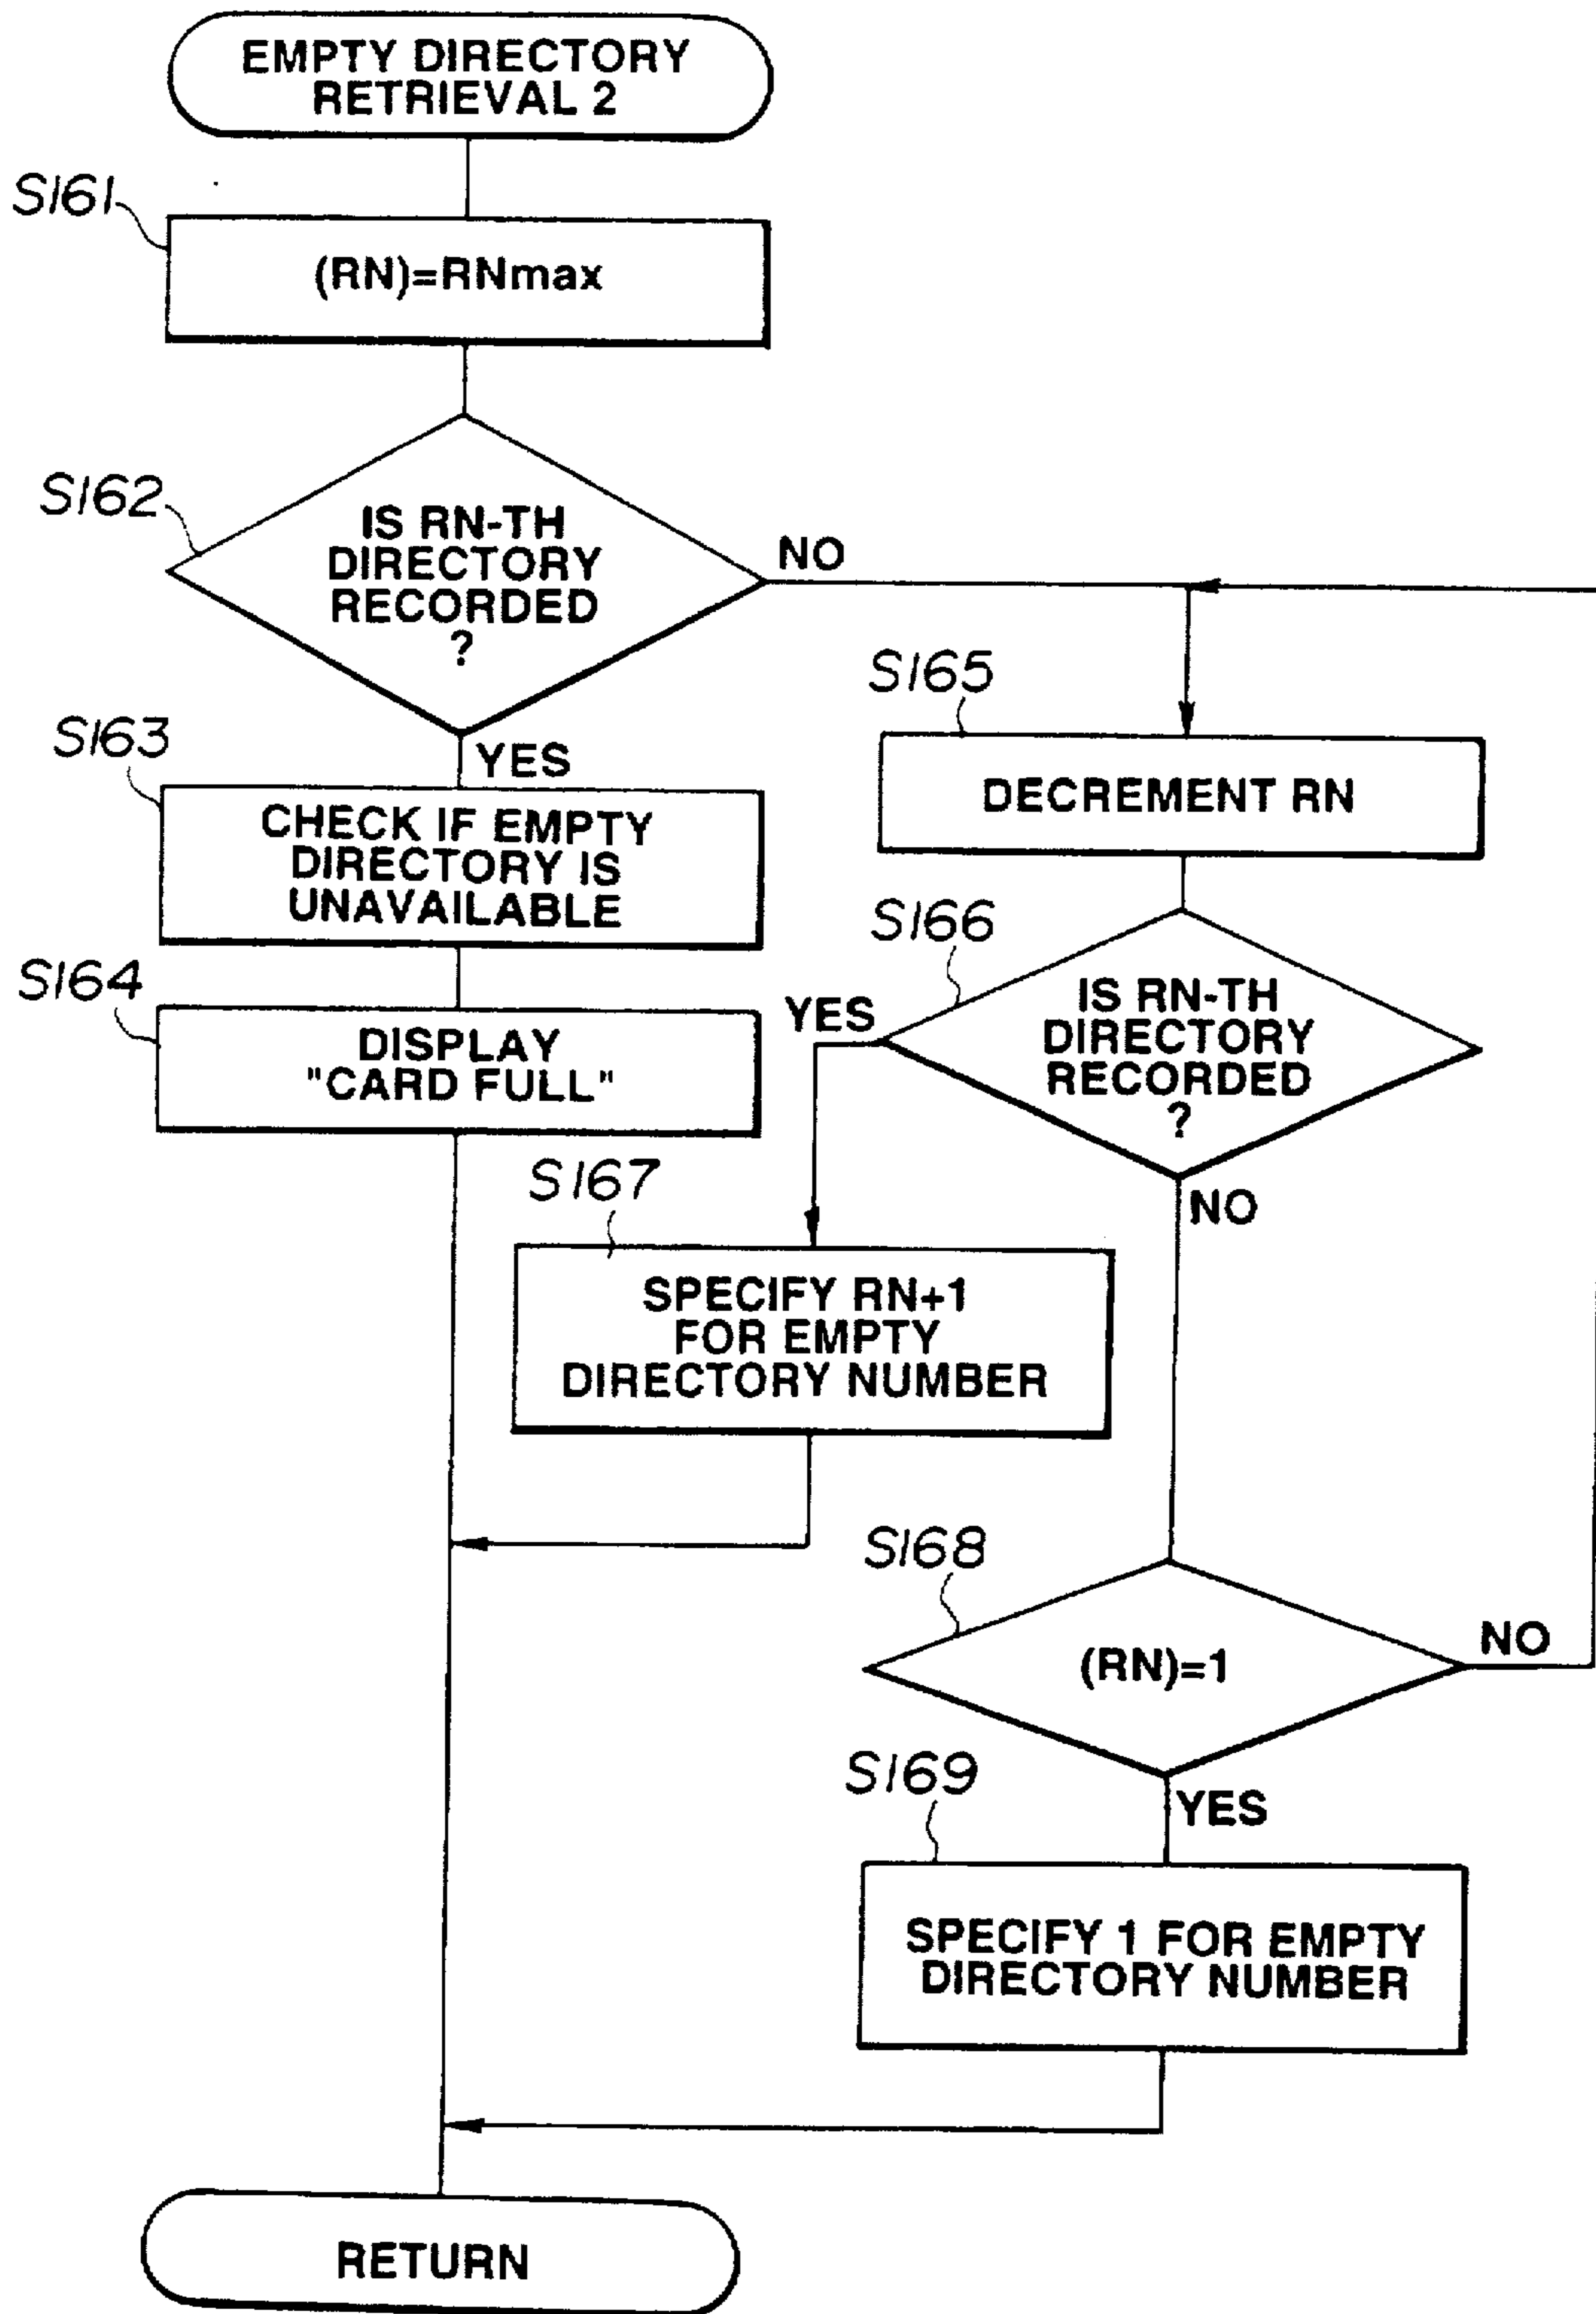 EMPTY DIRECTORY
RETRIEVAL 2
S161
(RN)=RNmax
S162
IS RN-TH
DIRECTORY
RECORDED
?
NO
YES
S163
CHECK IF EMPTY
DIRECTORY IS
UNAVAILABLE
S164
DISPLAY
"CARD FULL"
S165
DECREMENT RN
S166
IS RN-TH
DIRECTORY
RECORDED
?
YES
NO
S167
SPECIFY RN+1
FOR EMPTY
DIRECTORY NUMBER
S168
(RN)=1
NO
YES
S169
SPECIFY 1 FOR EMPTY
DIRECTORY NUMBER
RETURN